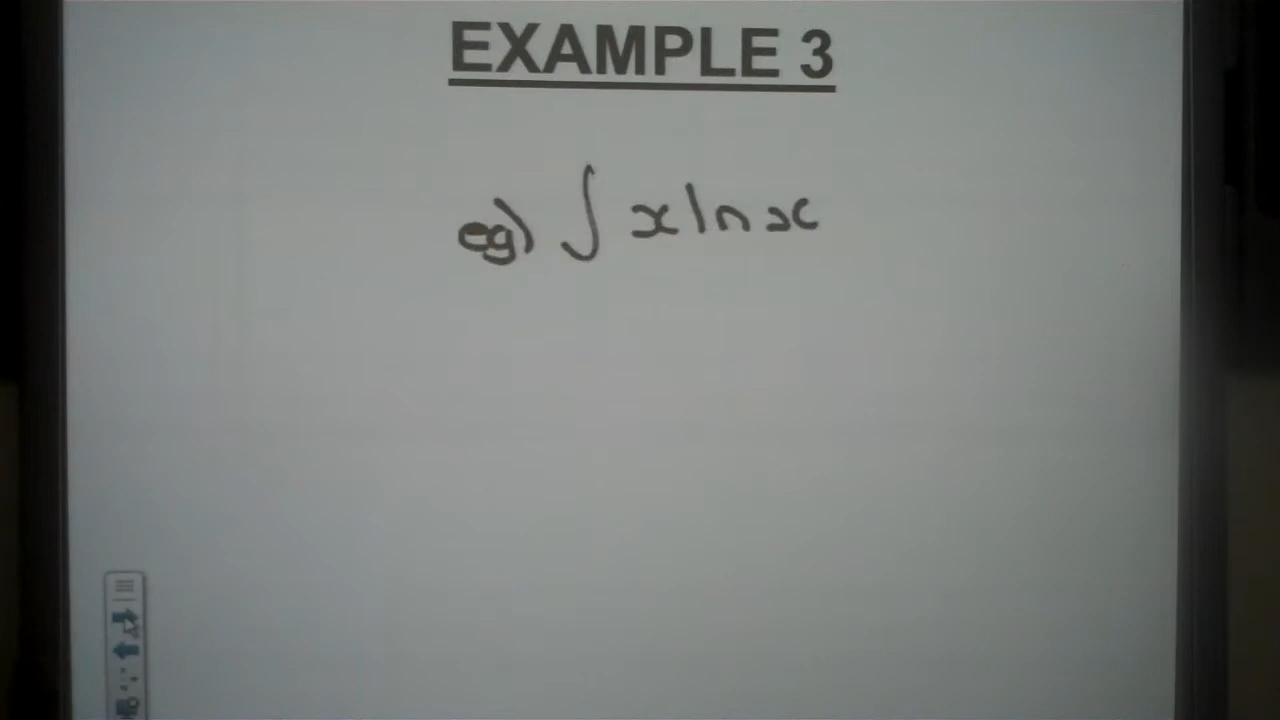 EXAMPLE 3
eg) ∫ x ln x